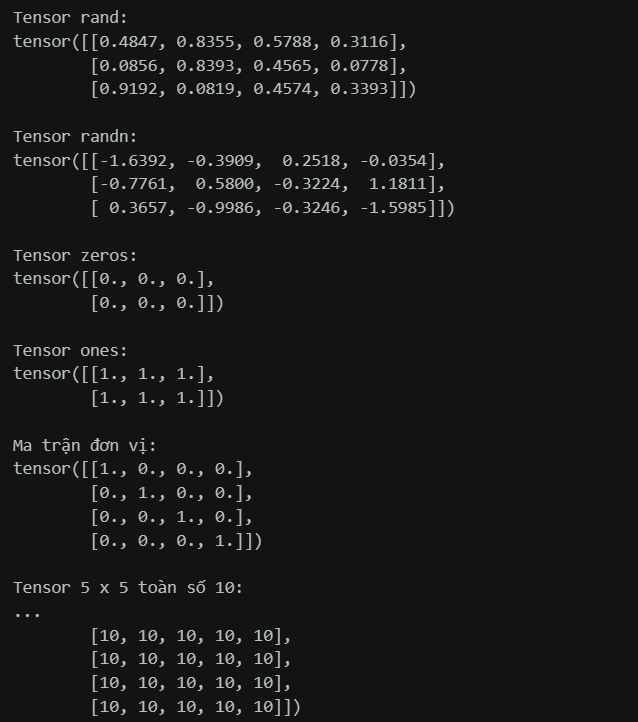 Tensor rand:
tensor([[0.4847, 0.8355, 0.5788, 0.3116],
        [0.0856, 0.8393, 0.4565, 0.0778],
        [0.9192, 0.0819, 0.4574, 0.3393]])

Tensor randn:
tensor([[-1.6392, -0.3909,  0.2518, -0.0354],
        [-0.7761,  0.5800, -0.3224,  1.1811],
        [ 0.3657, -0.9986, -0.3246, -1.5985]])

Tensor zeros:
tensor([[0., 0., 0.],
        [0., 0., 0.]])

Tensor ones:
tensor([[1., 1., 1.],
        [1., 1., 1.]])

Ma trận đơn vị:
tensor([[1., 0., 0., 0.],
        [0., 1., 0., 0.],
        [0., 0., 1., 0.],
        [0., 0., 0., 1.]])

Tensor 5 x 5 toàn số 10:
...
        [10, 10, 10, 10, 10],
        [10, 10, 10, 10, 10],
        [10, 10, 10, 10, 10],
        [10, 10, 10, 10, 10]])